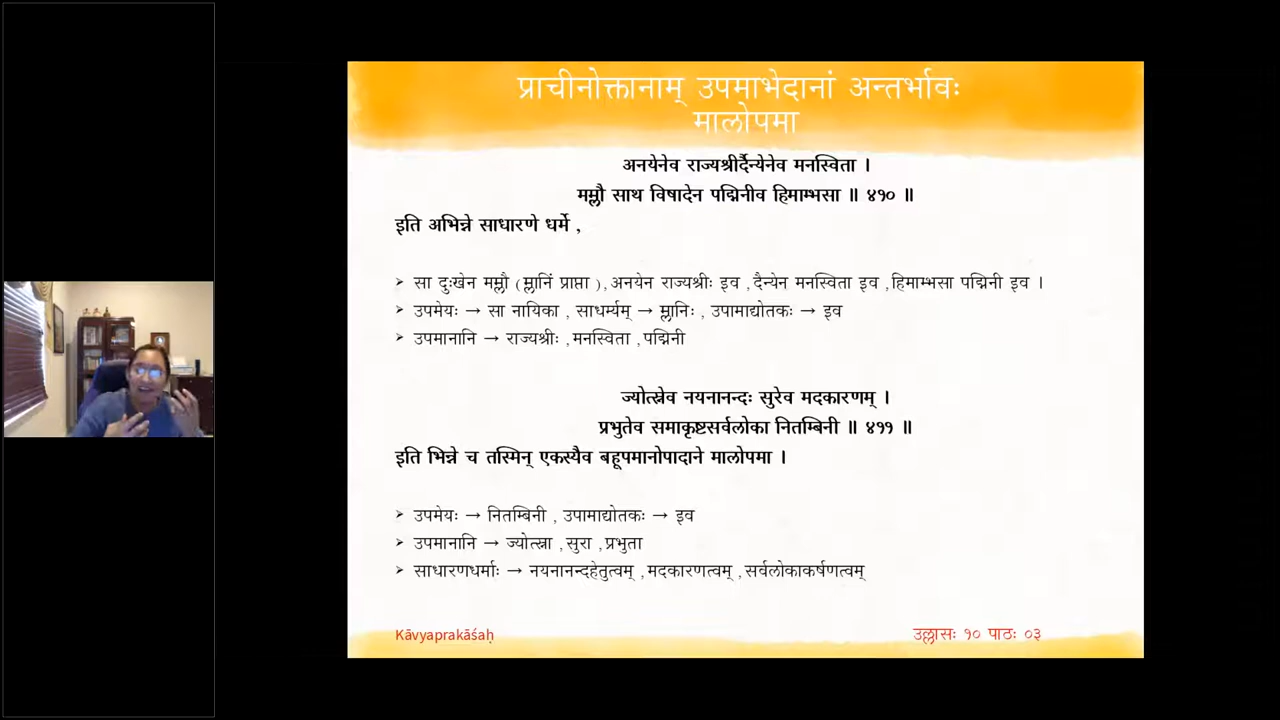 प्राचीनोक्तानाम् उपमाभेदानां अन्तर्भावः
मालोपमा
अनयेनेव राज्यश्रीर्दैन्येनेव मनस्विता ।
मम्लौ साथ विषादेन पद्मिनीव हिमाम्भसा ॥ ४१० ॥
इति अभिन्ने साधारणे धर्मे ,
➢ सा दुःखेन मम्लौ (म्लानिं प्राप्ता ) ,अनयेन राज्यश्रीः इव , दैन्येन मनस्विता इव ,हिमाम्भसा पद्मिनी इव ।
➢ उपमेयः → सा नायिका , साधर्म्यम् → म्लानिः , उपामाद्योतकः → इव
➢ उपमानानि → राज्यश्रीः ,मनस्विता ,पद्मिनी
ज्योत्स्नेव नयनानन्दः सुरेव मदकारणम् ।
प्रभुतेव समाकृष्टसर्वलोका नितम्बिनी ॥ ४११ ॥
इति भिन्ने च तस्मिन् एकस्यैव बहूपमानोपादाने मालोपमा ।
➢ उपमेयः → नितम्बिनी , उपामाद्योतकः → इव
➢ उपमानानि → ज्योत्स्ना , सुरा , प्रभुता
➢ साधारणधर्माः → नयनानन्दहेतुत्वम् , मदकारणत्वम् , सर्वलोकाकर्षणत्वम्
Kāvyaprakāśaḥ
उल्लासः १० पाठः ०३